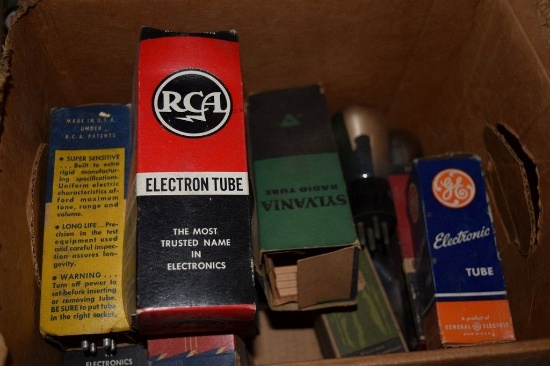 MADE IN U.S.A.
UNDER
R.C.A. PATENTS
SUPER SENSITIVE...
Built to extra
rigid manufactur-
ing specifications.
Uniform electric
characteristics af-
ford maximum
tone, range and
volume.
LONG LIFE... Pre-
cision in the test
equipment used
and careful inspec-
tion-assures lon-
gevity.
WARNING...
Turn off power to
set before inserting
or removing tube.
BE SURE to put tube
in the right socket.
RCA
ELECTRON TUBE
THE MOST
TRUSTED NAME
IN
ELECTRONICS
SYLVANIA
RADIO TUBE
GE
Electronic
TUBE
a product of
GENERAL ELECTRIC